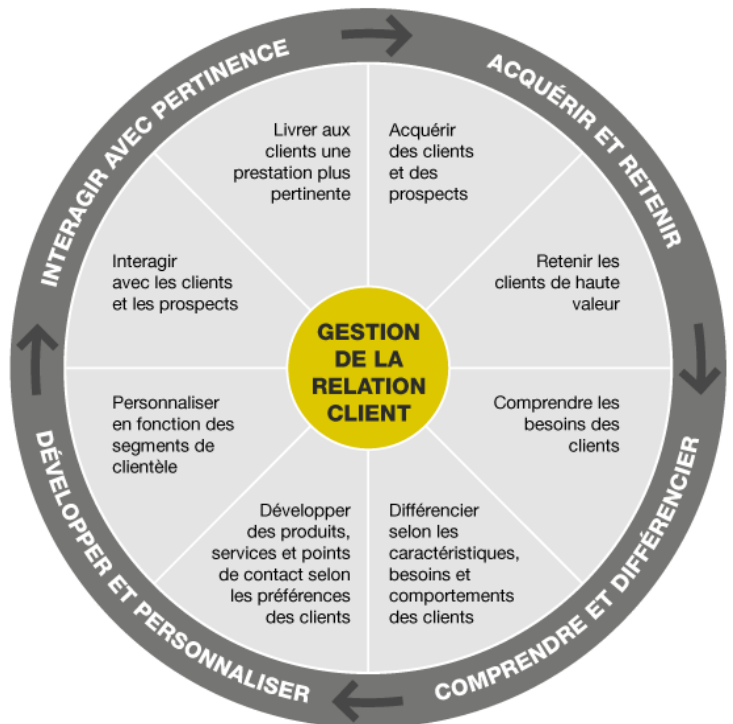 INTERAGIR AVEC PERTINENCE
ACQUÉRIR ET RETENIR
Livrer aux
clients une
prestation plus
pertinente
Acquérir
des clients
et des
prospects
Interagir
avec les clients
et les prospects
Retenir les
clients de haute
valeur
GESTION
DE LA
RELATION
CLIENT
Personnaliser
en fonction des
segments de
clientèle
Comprendre les
besoins des
clients
Développer
des produits,
services et points
de contact selon
les préférences
des clients
Différencier
selon les
caractéristiques,
besoins et
comportements
des clients
DÉVELOPPER ET PERSONNALISER
COMPRENDRE ET DIFFÉRENCIER